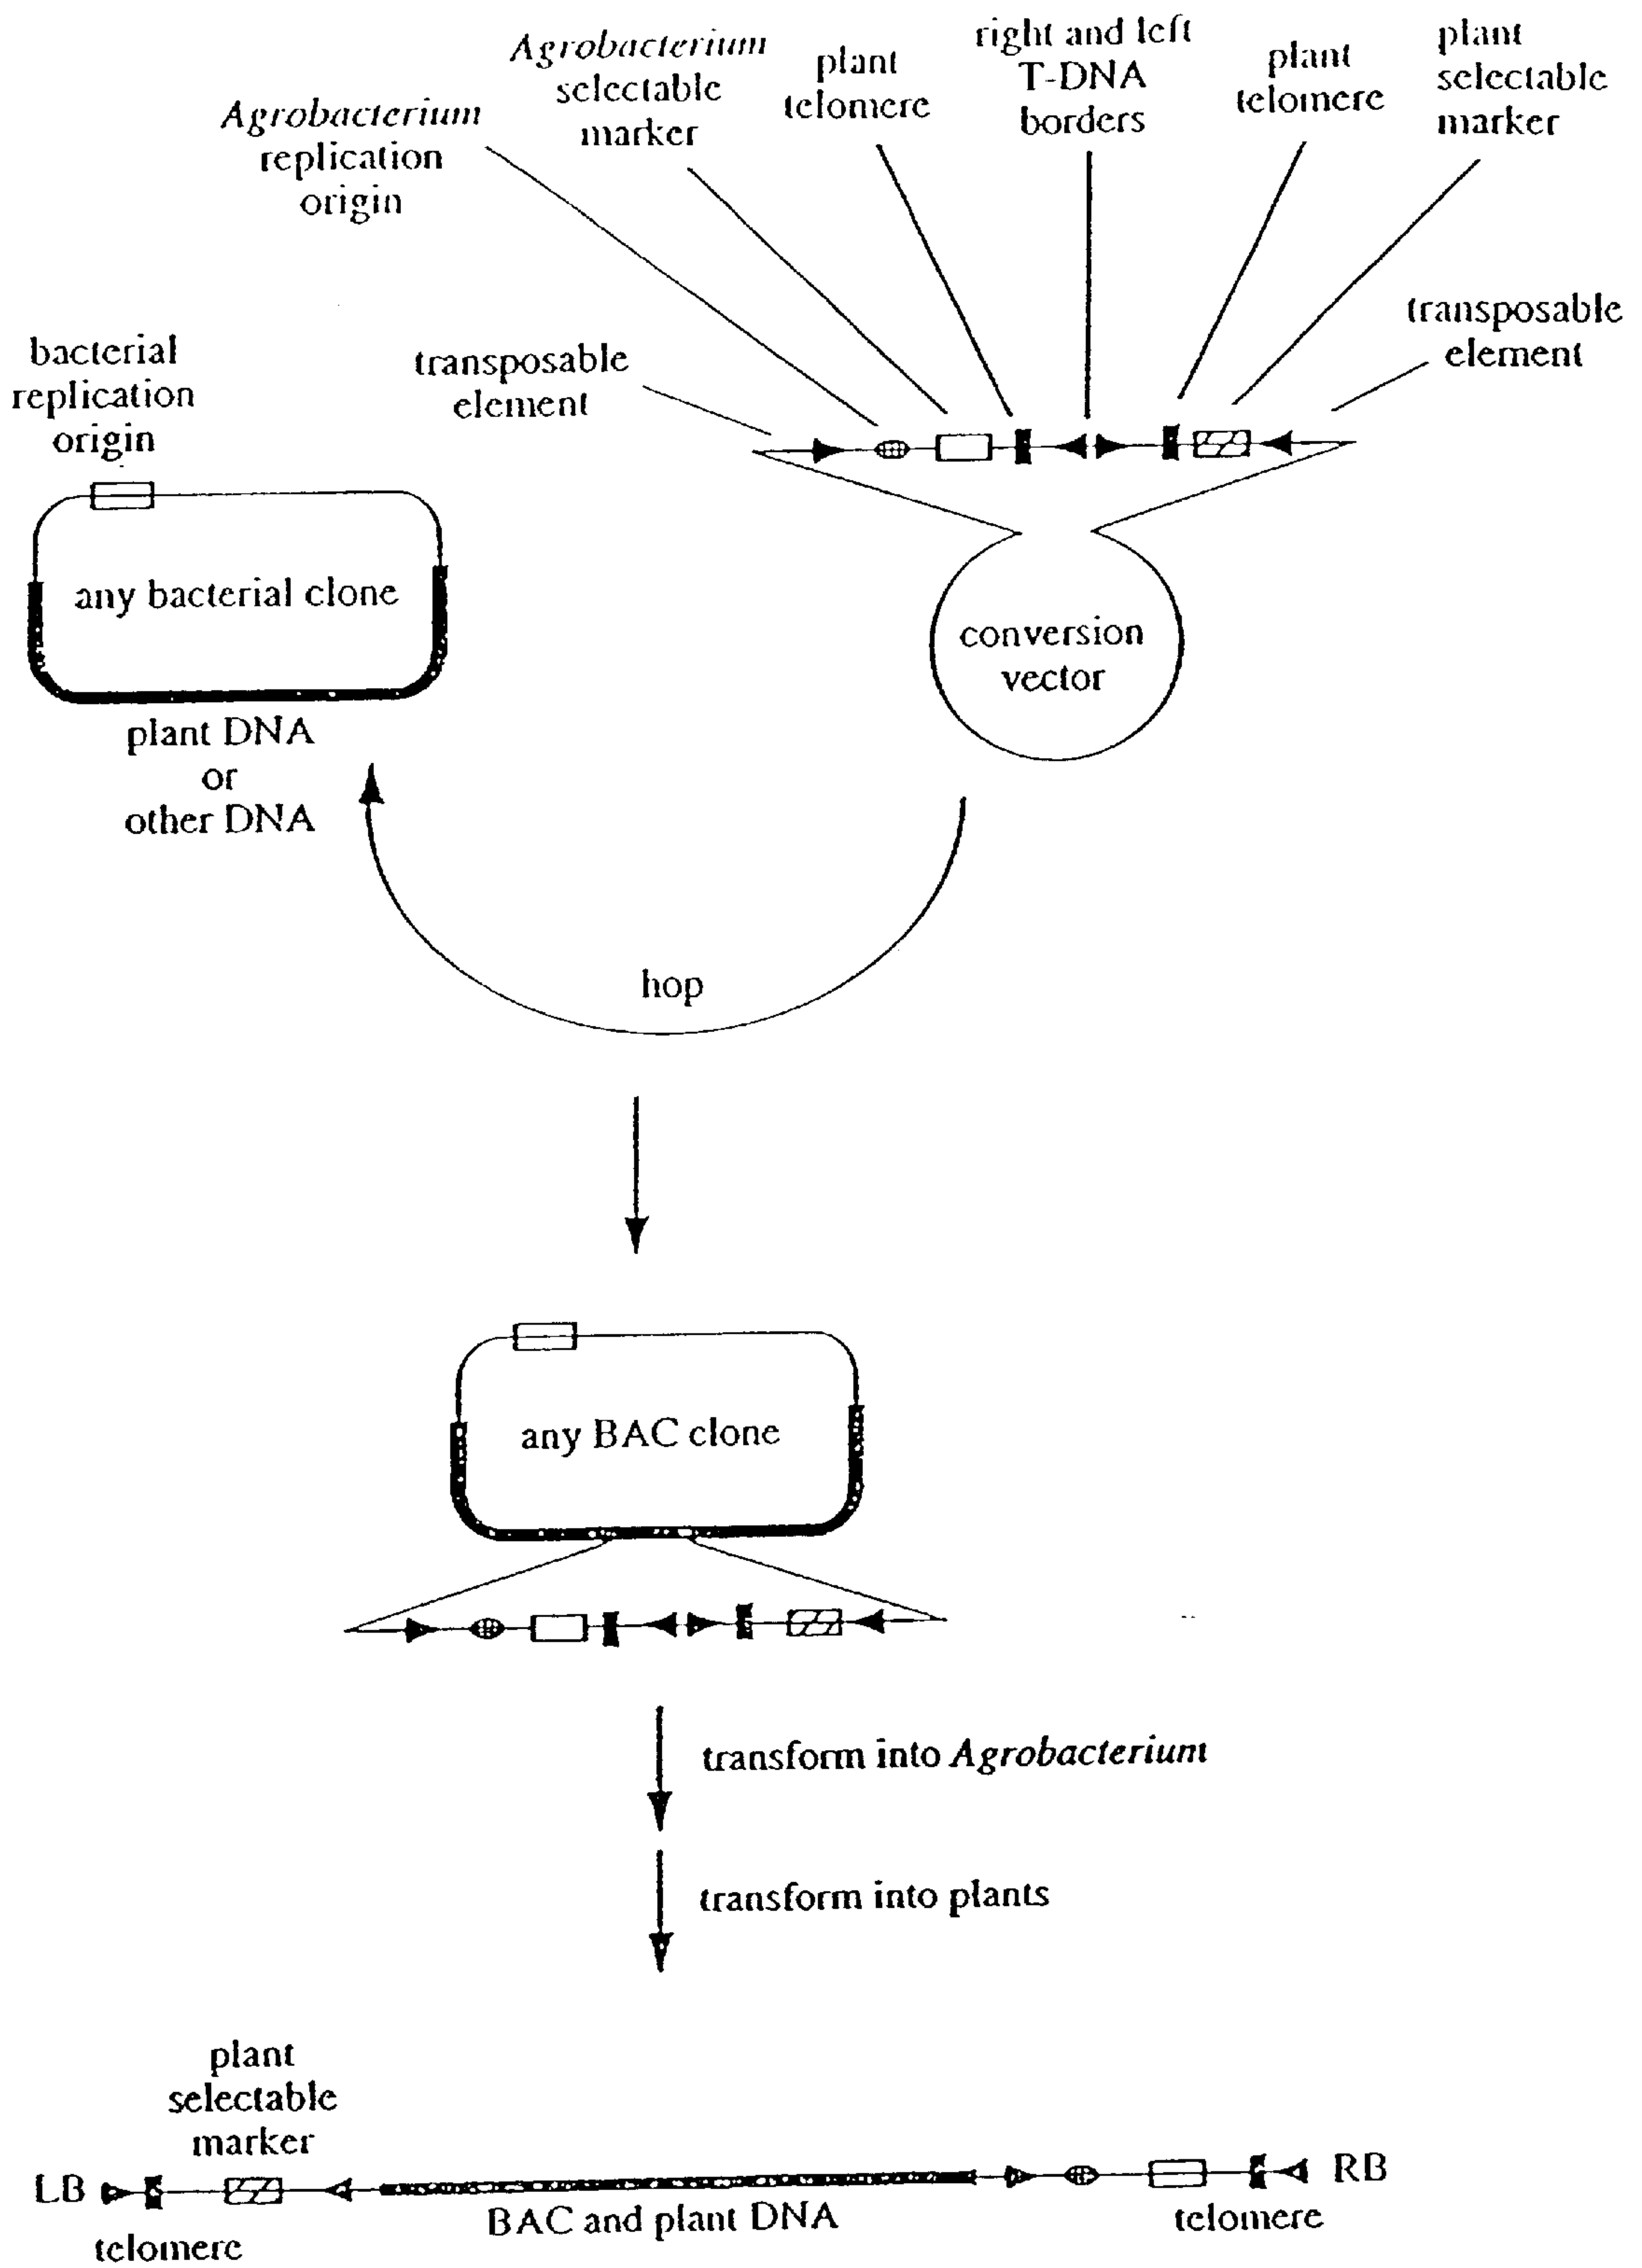 Agrobacterium
replication
origin
Agrobacterium
selectable
marker
plant
telomere
right and left
T-DNA
borders
plant
telomere
plant
selectable
marker
bacterial
replication
origin
transposable
element
transposable
element
any bacterial clone
conversion
vector
plant DNA
or
other DNA
hop
any BAC clone
transform into Agrobacterium
transform into plants
plant
selectable
marker
LB
RB
telomere
BAC and plant DNA
telomere